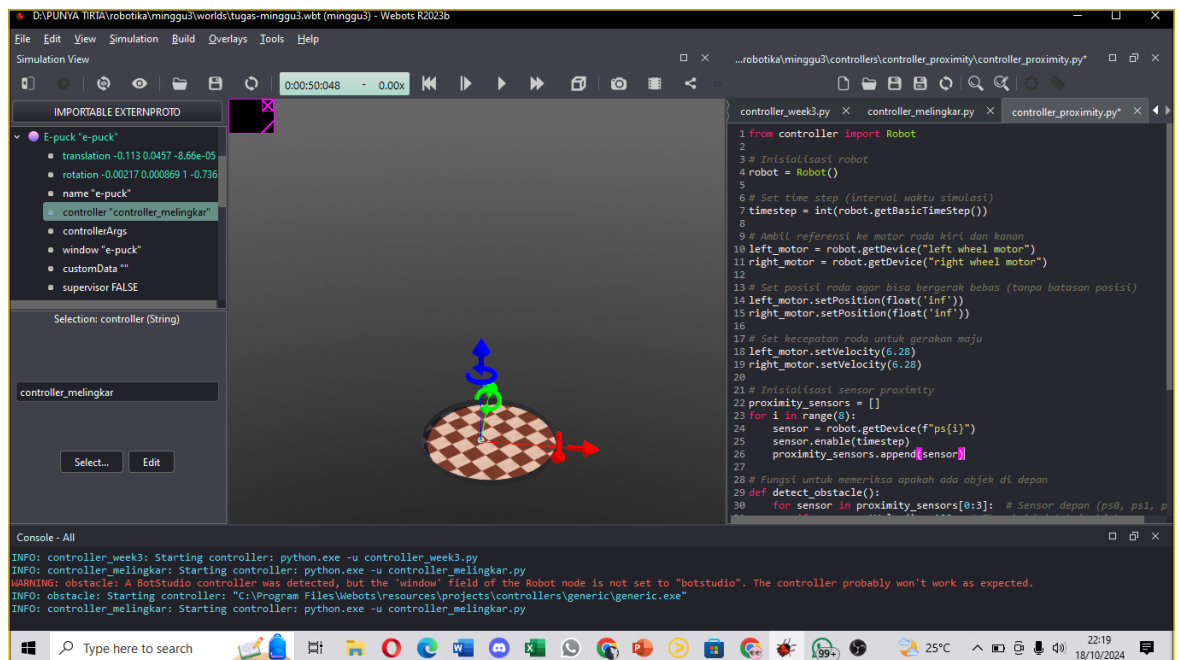 D:\PUNYA TIRTA\robotika\minggu3\worlds\tugas-minggu3.wbt (minggu3) - Webots R2023b
File Edit View Simulation Build Overlays Tools Help
Simulation View
...robotika\minggu3\controllers\controller_proximity\controller_proximity.py*
0:00:50:048 - 0.00x
IMPORTABLE EXTERNPROTO
E-puck "e-puck"
translation -0.113 0.0457 -8.66e-05
rotation -0.00217 0.000869 1 -0.736
name "e-puck"
controller "controller_melingkar"
controllerArgs
window "e-puck"
customData ""
supervisor FALSE
Selection: controller (String)
controller_melingkar
Select... Edit
controller_week3.py controller_melingkar.py controller_proximity.py*
1 from controller import Robot
2
3 # Inisialisasi robot
4 robot = Robot()
5
6 # Set time step (interval waktu simulasi)
7 timestep = int(robot.getBasicTimeStep())
8
9 # Ambil referensi ke motor roda kiri dan kanan
10 left_motor = robot.getDevice("left wheel motor")
11 right_motor = robot.getDevice("right wheel motor")
12
13 # Set posisi roda agar bisa bergerak bebas (tanpa batasan posisi)
14 left_motor.setPosition(float('inf'))
15 right_motor.setPosition(float('inf'))
16
17 # Set kecepatan roda untuk gerakan maju
18 left_motor.setVelocity(6.28)
19 right_motor.setVelocity(6.28)
20
21 # Inisialisasi sensor proximity
22 proximity_sensors = []
23 for i in range(8):
24 sensor = robot.getDevice(f"ps{i}")
25 sensor.enable(timestep)
26 proximity_sensors.append(sensor)
27
28 # Fungsi untuk memeriksa apakah ada objek di depan
29 def detect_obstacle():
30 for sensor in proximity_sensors[0:3]: # Sensor depan (ps0, ps1, p
Console - All
INFO: controller_week3: Starting controller: python.exe -u controller_week3.py
INFO: controller_melingkar: Starting controller: python.exe -u controller_melingkar.py
WARNING: obstacle: A BotStudio controller was detected, but the 'window' field of the Robot node is not set to "botstudio". The controller probably won't work as expected.
INFO: obstacle: Starting controller: "C:\Program Files\Webots\resources\projects\controllers\generic\generic.exe"
INFO: controller_melingkar: Starting controller: python.exe -u controller_melingkar.py
Type here to search
99+
25°C
22:19
18/10/2024